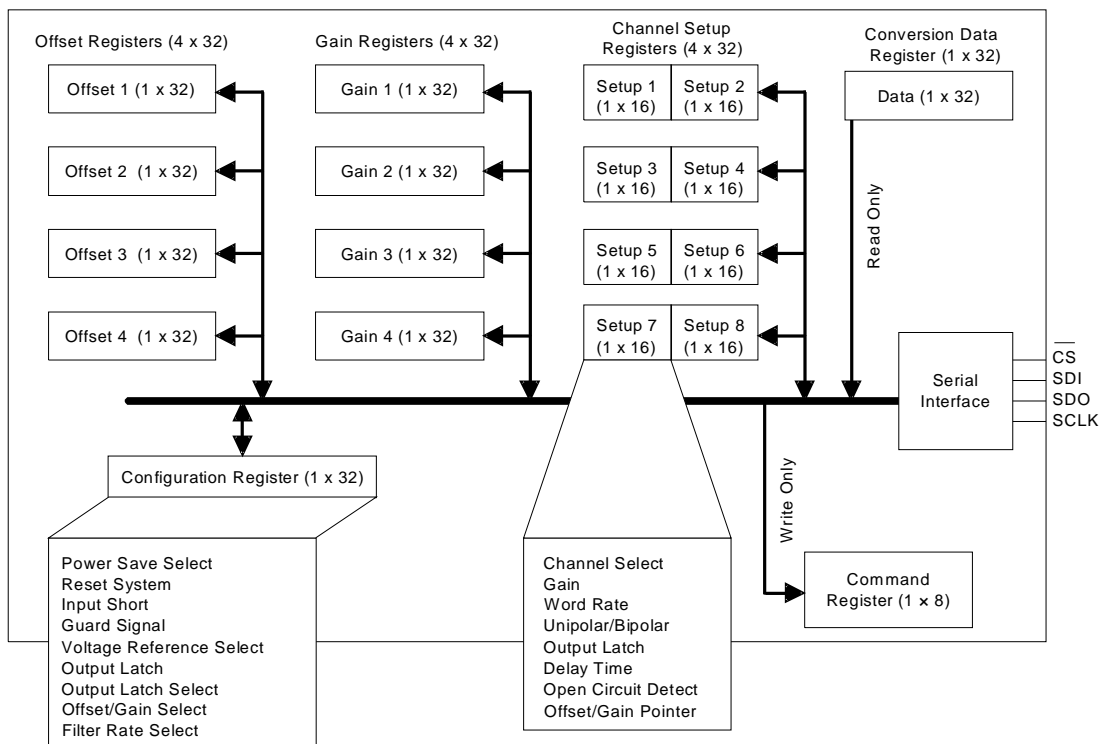 Offset Registers (4 x 32)
Offset 1 (1 x 32)
Offset 2 (1 x 32)
Offset 3 (1 x 32)
Offset 4 (1 x 32)
Gain Registers (4 x 32)
Gain 1 (1 x 32)
Gain 2 (1 x 32)
Gain 3 (1 x 32)
Gain 4 (1 x 32)
Channel Setup
Registers (4 x 32)
Setup 1
(1 x 16)
Setup 2
(1 x 16)
Setup 3
(1 x 16)
Setup 4
(1 x 16)
Setup 5
(1 x 16)
Setup 6
(1 x 16)
Setup 7
(1 x 16)
Setup 8
(1 x 16)
Conversion Data
Register (1 x 32)
Data (1 x 32)
Read Only
Serial
Interface
CS
SDI
SDO
SCLK
Configuration Register (1 x 32)
Power Save Select
Reset System
Input Short
Guard Signal
Voltage Reference Select
Output Latch
Output Latch Select
Offset/Gain Select
Filter Rate Select
Channel Select
Gain
Word Rate
Unipolar/Bipolar
Output Latch
Delay Time
Open Circuit Detect
Offset/Gain Pointer
Write Only
Command
Register (1 × 8)